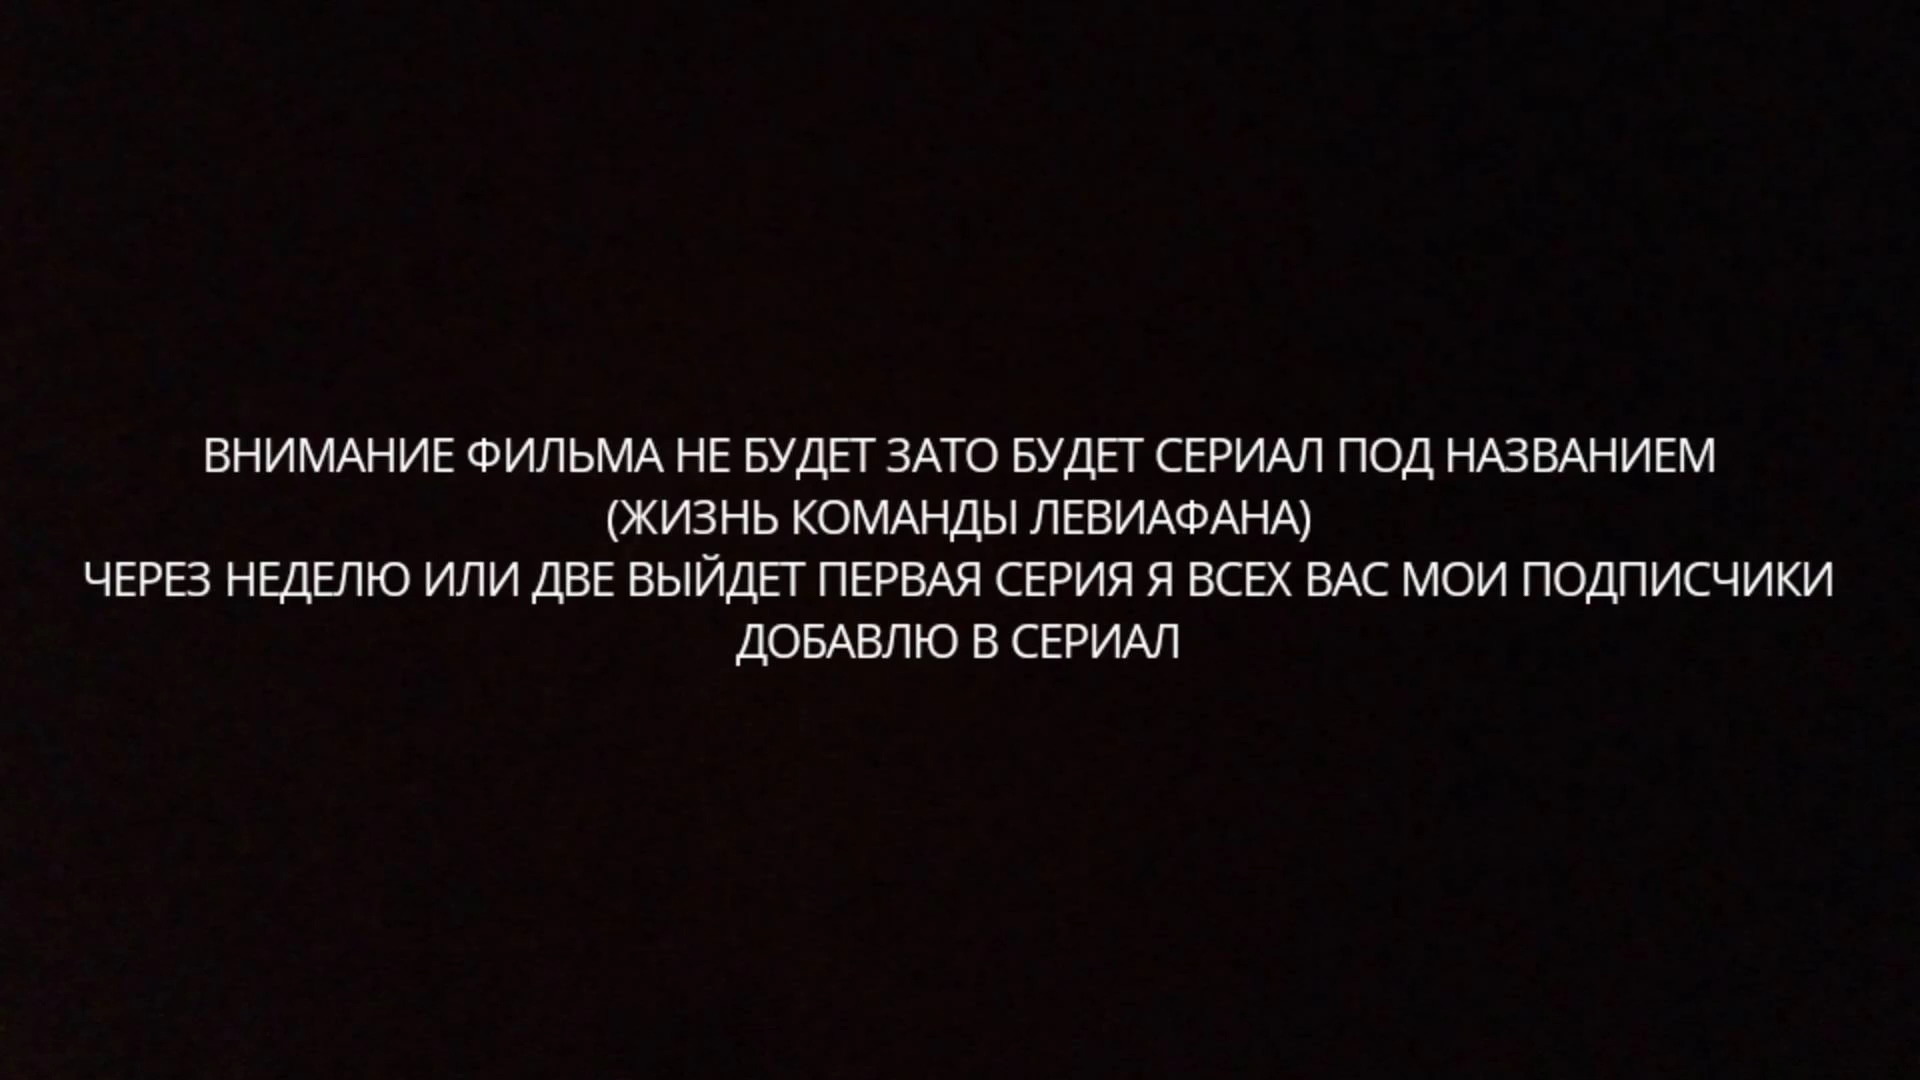 ВНИМАНИЕ ФИЛЬМА НЕ БУДЕТ ЗАТО БУДЕТ СЕРИАЛ ПОД НАЗВАНИЕМ
(ЖИЗНЬ КОМАНДЫ ЛЕВИАФАНА)
ЧЕРЕЗ НЕДЕЛЮ ИЛИ ДВЕ ВЫЙДЕТ ПЕРВАЯ СЕРИЯ Я ВСЕХ ВАС МОИ ПОДПИСЧИКИ
ДОБАВЛЮ В СЕРИАЛ